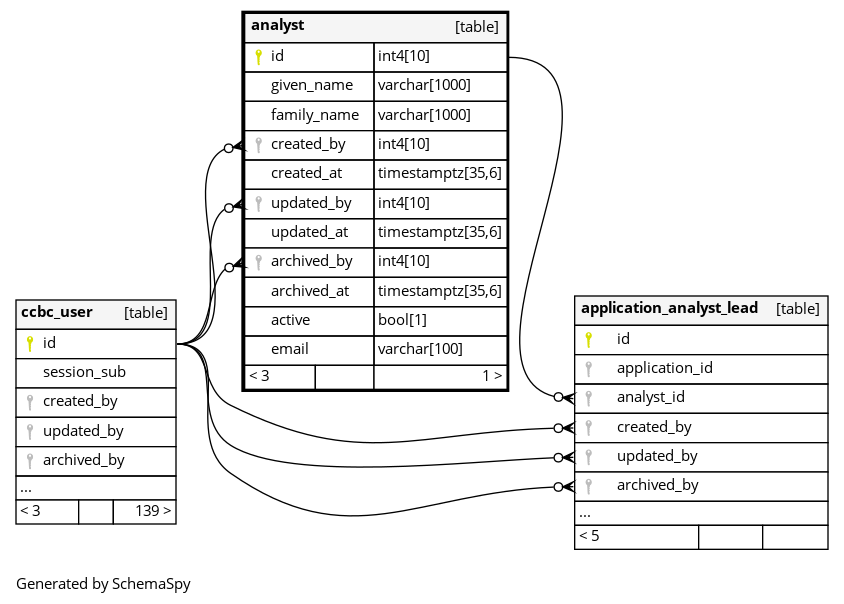 analyst [table]
id int4[10]
given_name varchar[1000]
family_name varchar[1000]
created_by int4[10]
created_at timestamptz[35,6]
updated_by int4[10]
updated_at timestamptz[35,6]
archived_by int4[10]
archived_at timestamptz[35,6]
active bool[1]
email varchar[100]
< 3 1 >
ccbc_user [table]
id
session_sub
created_by
updated_by
archived_by
...
< 3 139 >
application_analyst_lead [table]
id
application_id
analyst_id
created_by
updated_by
archived_by
...
< 5
Generated by SchemaSpy